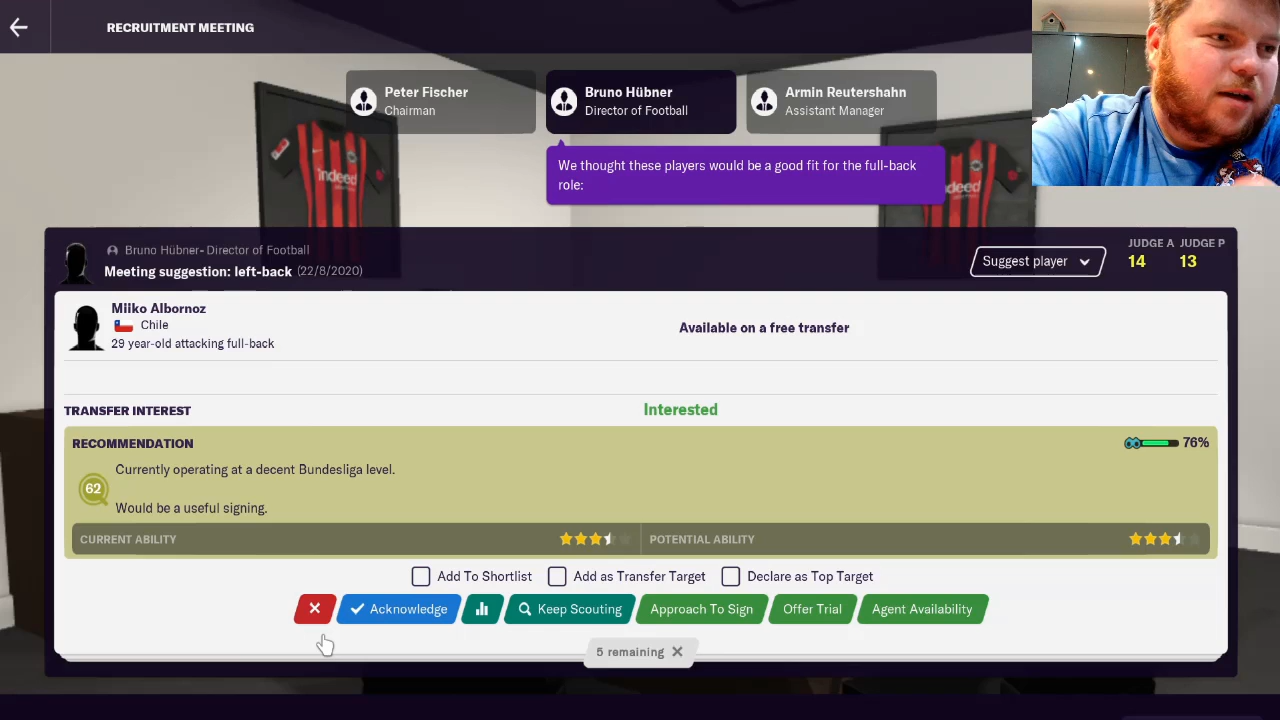 RECRUITMENT MEETING
Peter Fischer
Chairman
Bruno Hübner
Director of Football
Armin Reutershahn
Assistant Manager
We thought these players would be a good fit for the full-back
role:
indeed
Bruno Hübner- Director of Football
Meeting suggestion: left-back (22/8/2020)
Suggest player
JUDGE A JUDGE P
14 13
Miiko Albornoz
Chile
29 year-old attacking full-back
Available on a free transfer
TRANSFER INTEREST
Interested
RECOMMENDATION
76%
Currently operating at a decent Bundesliga level.
62
Would be a useful signing.
CURRENT ABILITY
POTENTIAL ABILITY
Add To Shortlist
Add as Transfer Target
Declare as Top Target
Acknowledge
Keep Scouting
Approach To Sign
Offer Trial
Agent Availability
5 remaining